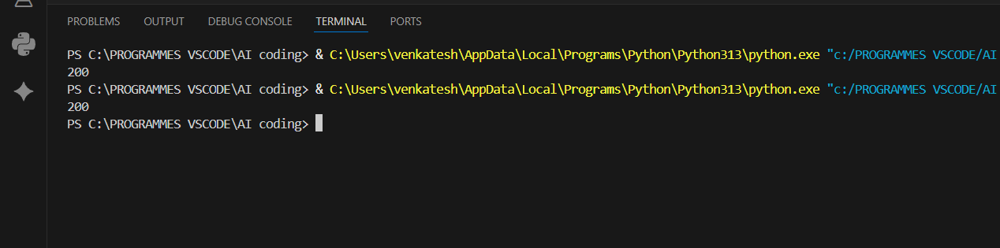 PROBLEMS OUTPUT DEBUG CONSOLE TERMINAL PORTS
PS C:\PROGRAMMES VSCODE\AI coding> & C:\Users\venkatesh\AppData\Local\Programs\Python\Python313\python.exe "c:/PROGRAMMES VSCODE/AI
200
PS C:\PROGRAMMES VSCODE\AI coding> & C:\Users\venkatesh\AppData\Local\Programs\Python\Python313\python.exe "c:/PROGRAMMES VSCODE/AI
200
PS C:\PROGRAMMES VSCODE\AI coding>